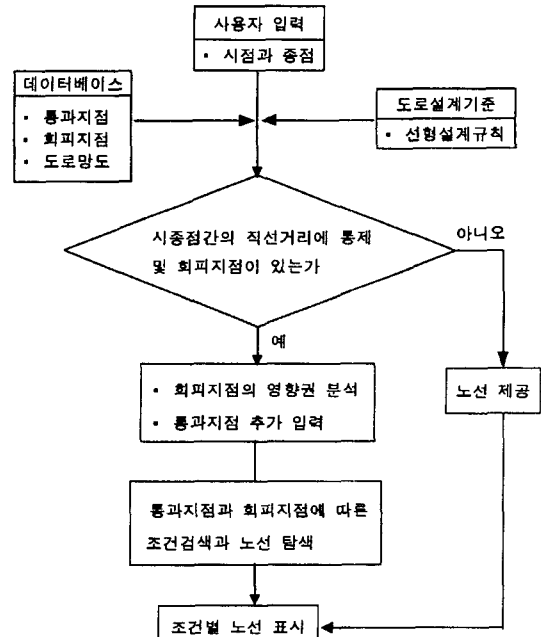 사용자 입력
▪ 시점과 종점
데이터베이스
▪ 통과지점
▪ 회피지점
▪ 도로망도
도로설계기준
▪ 선형설계규칙
시종점간의 직선거리에 통제
및 회피지점이 있는가
아니오
예
▪ 회피지점의 영향권 분석
▪ 통과지점 추가 입력
노선 제공
통과지점과 회피지점에 따른
조건검색과 노선 탐색
조건별 노선 표시